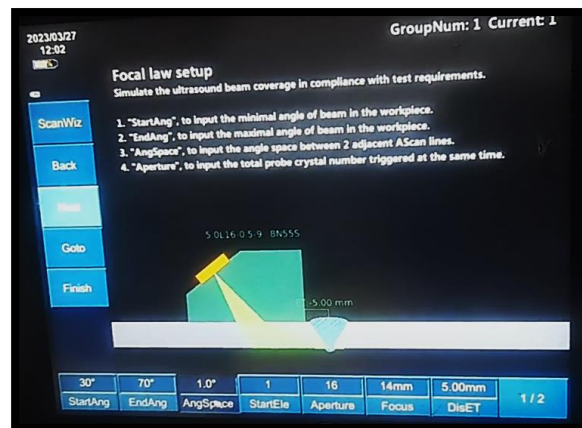 2023/03/27
12:02
GroupNum: 1 Current: 1
Focal law setup
Simulate the ultrasound beam coverage in compliance with test requirements.
1. "StartAng", to input the minimal angle of beam in the workpiece.
2. "EndAng", to input the maximal angle of beam in the workpiece.
3. "AngSpace", to input the angle space between 2 adjacent AScan lines.
4. "Aperture", to input the total probe crystal number triggered at the same time.
ScanWiz
Back
Next
Goto
Finish
5.0L16-0.5-9 BN55S
-5.00 mm
30° 70° 1.0° 1 16 14mm 5.00mm
StartAng EndAng AngSpace StartEle Aperture Focus DisET 1/2